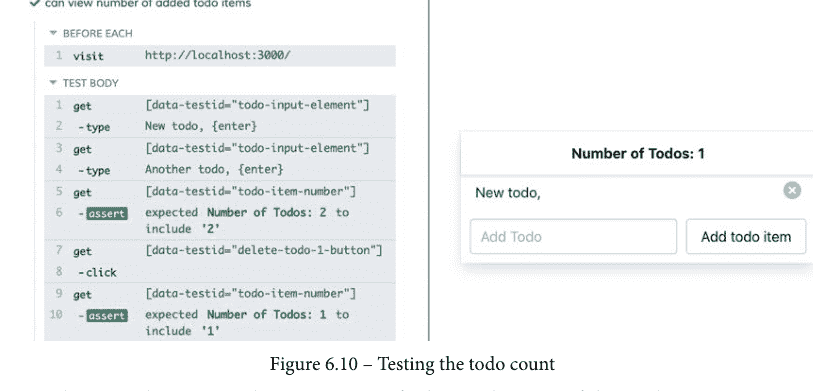 ✓ can view number of added todo items
▼ BEFORE EACH
1 visit http://localhost:3000/
▼ TEST BODY
1 get [data-testid="todo-input-element"]
2 -type New todo, {enter}
3 get [data-testid="todo-input-element"]
4 -type Another todo, {enter}
5 get [data-testid="todo-item-number"]
6 -assert expected Number of Todos: 2 to
include '2'
7 get [data-testid="delete-todo-1-button"]
8 -click
9 get [data-testid="todo-item-number"]
10 -assert expected Number of Todos: 1 to
include '1'
Number of Todos: 1
New todo,
Add Todo
Add todo item
Figure 6.10 – Testing the todo count